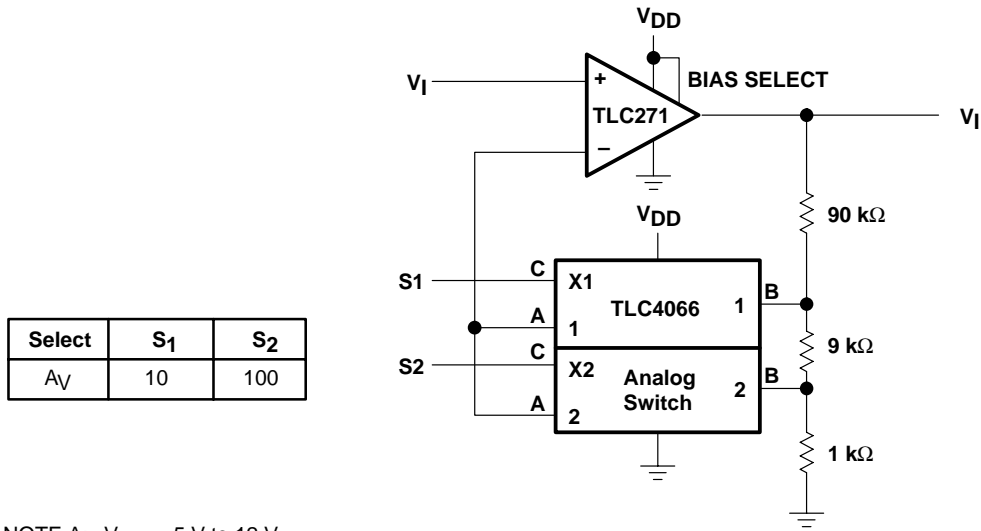 VDD
BIAS SELECT
VI
+
TLC271
−
VI
90 kΩ
VDD
S1
C
X1
TLC4066
1
B
A
1
9 kΩ
S2
C
X2
Analog
Switch
2
B
A
2
1 kΩ
Select S1 S2
AV 10 100